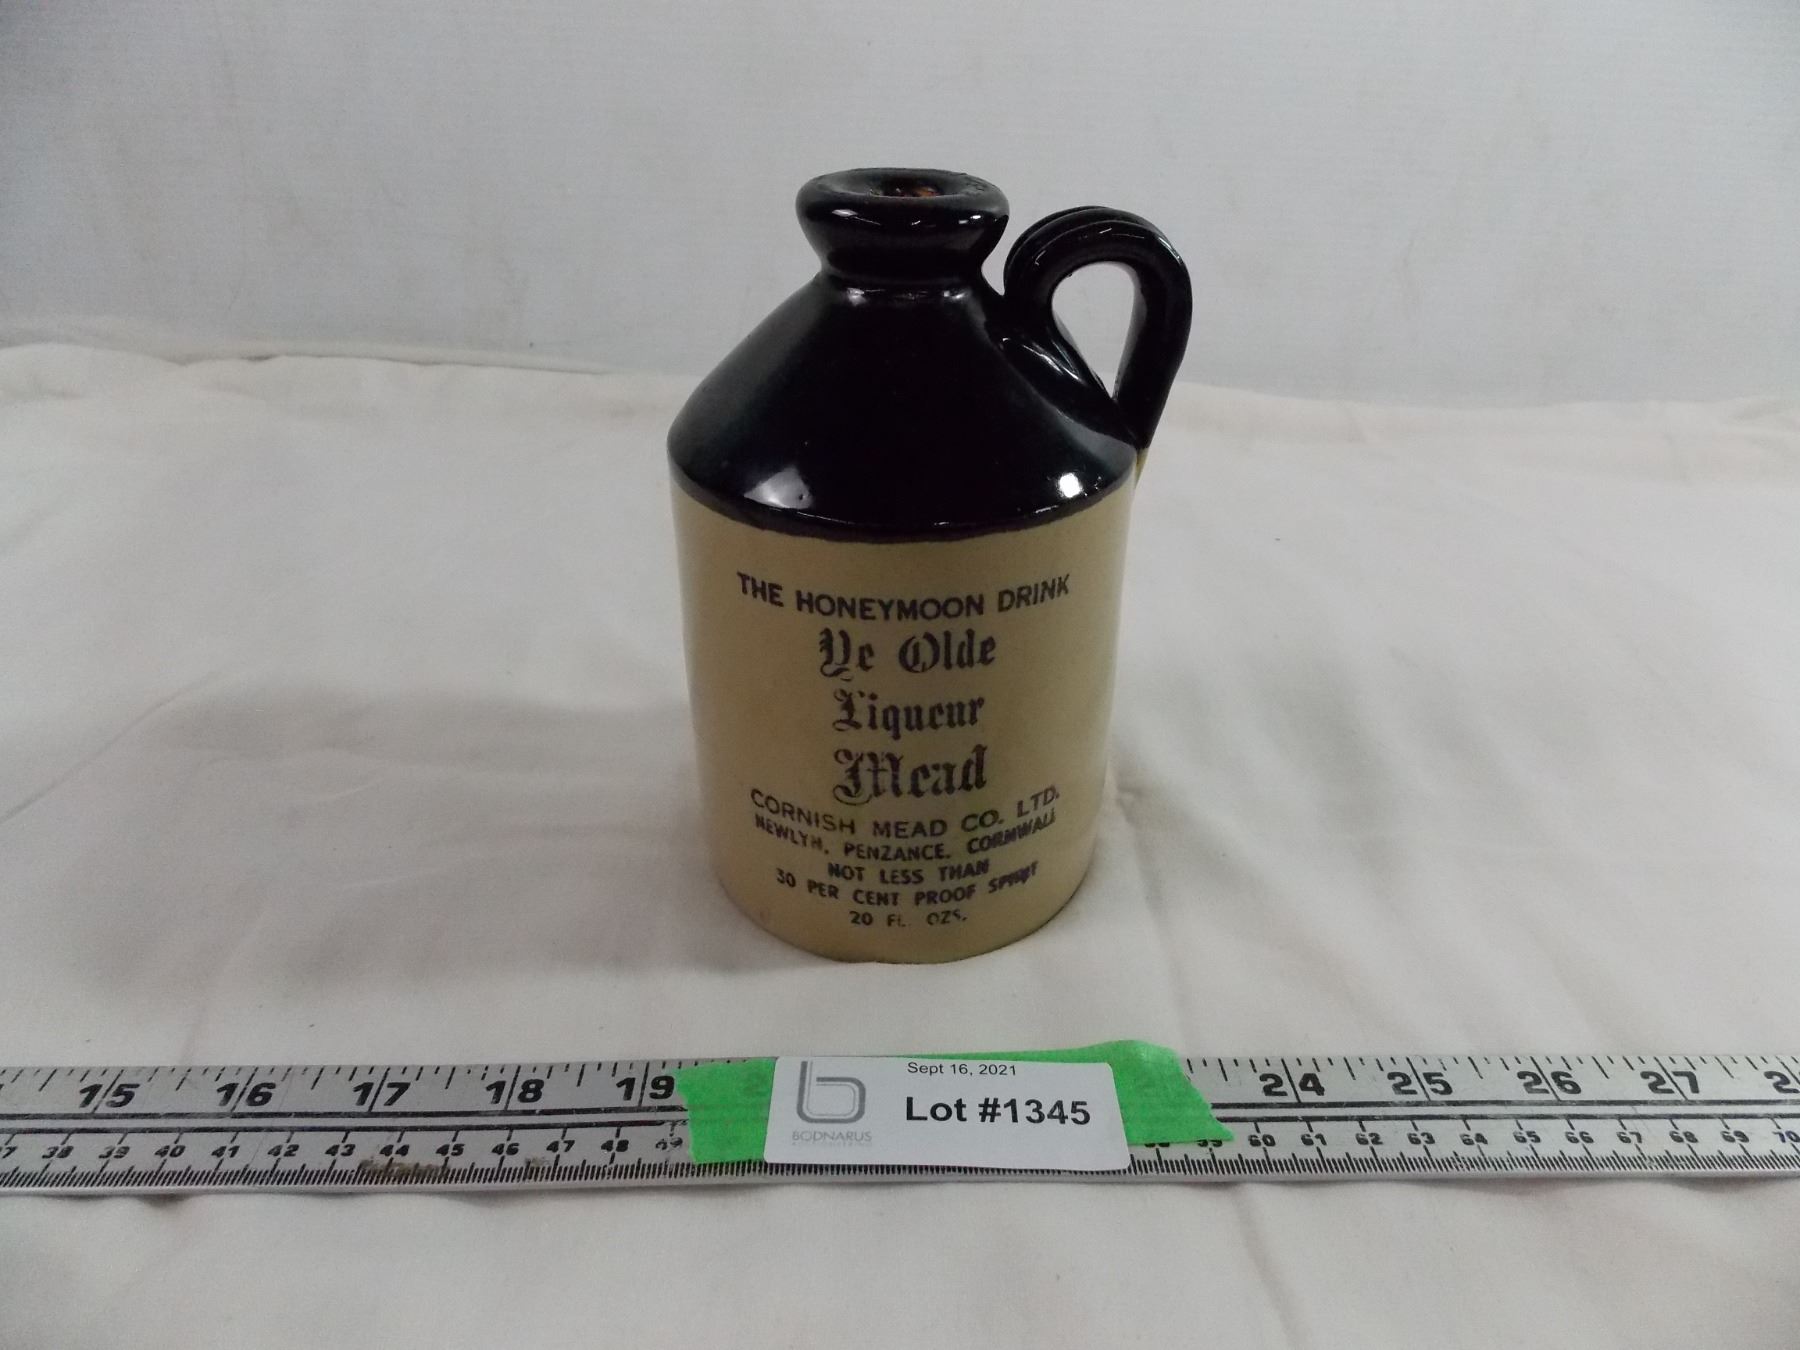 THE HONEYMOON DRINK
Ye Olde
Liqueur
Mead
CORNISH MEAD CO. LTD.
NEWLYN, PENZANCE, CORNWALL
NOT LESS THAN
30 PER CENT PROOF SPIRIT
20 FL. OZS.
Sept 16, 2021
Lot #1345
BODNARUS
15 16 17 18 19 24 25 26 27
38 39 40 41 42 43 44 45 46 47 48 49 59 60 61 62 63 64 65 66 67 68 69 70